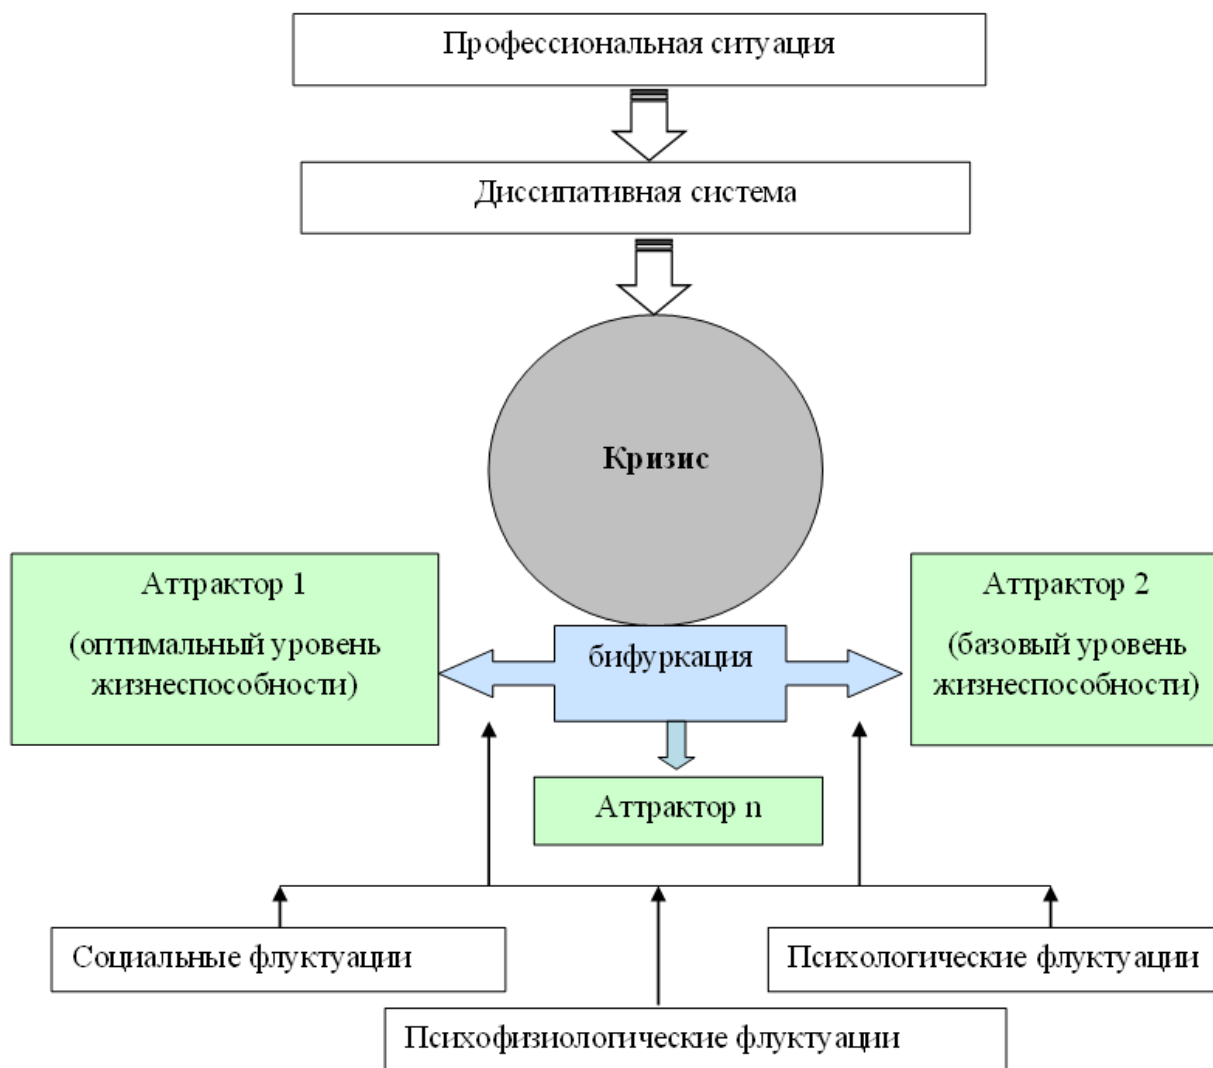 Профессиональная ситуация
Диссипативная система
Кризис
Аттрактор 1
(оптимальный уровень
жизнеспособности)
бифуркация
Аттрактор 2
(базовый уровень
жизнеспособности)
Аттрактор n
Социальные флуктуации
Психологические флуктуации
Психофизиологические флуктуации